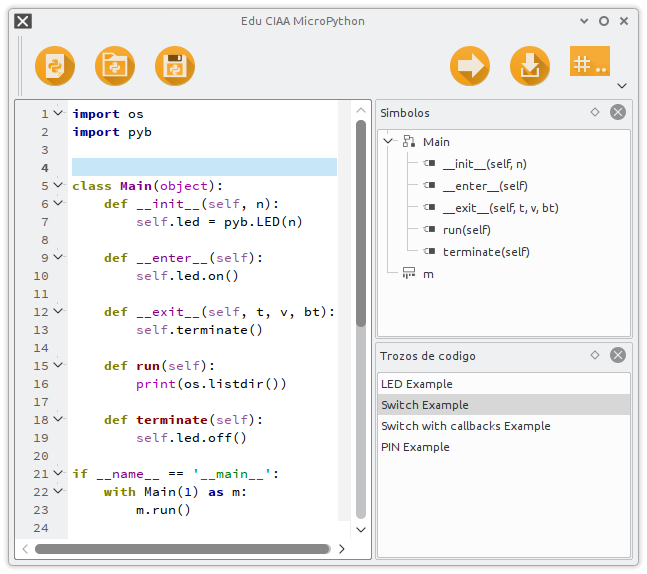 Edu CIAA MicroPython
# ..
1 import os
2 import pyb
3
4
5 class Main(object):
6     def __init__(self, n):
7         self.led = pyb.LED(n)
8
9     def __enter__(self):
10         self.led.on()
11
12     def __exit__(self, t, v, bt):
13         self.terminate()
14
15     def run(self):
16         print(os.listdir())
17
18     def terminate(self):
19         self.led.off()
20
21 if __name__ == '__main__':
22     with Main(1) as m:
23         m.run()
24
Simbolos
Main
__init__(self, n)
__enter__(self)
__exit__(self, t, v, bt)
run(self)
terminate(self)
m
Trozos de codigo
LED Example
Switch Example
Switch with callbacks Example
PIN Example